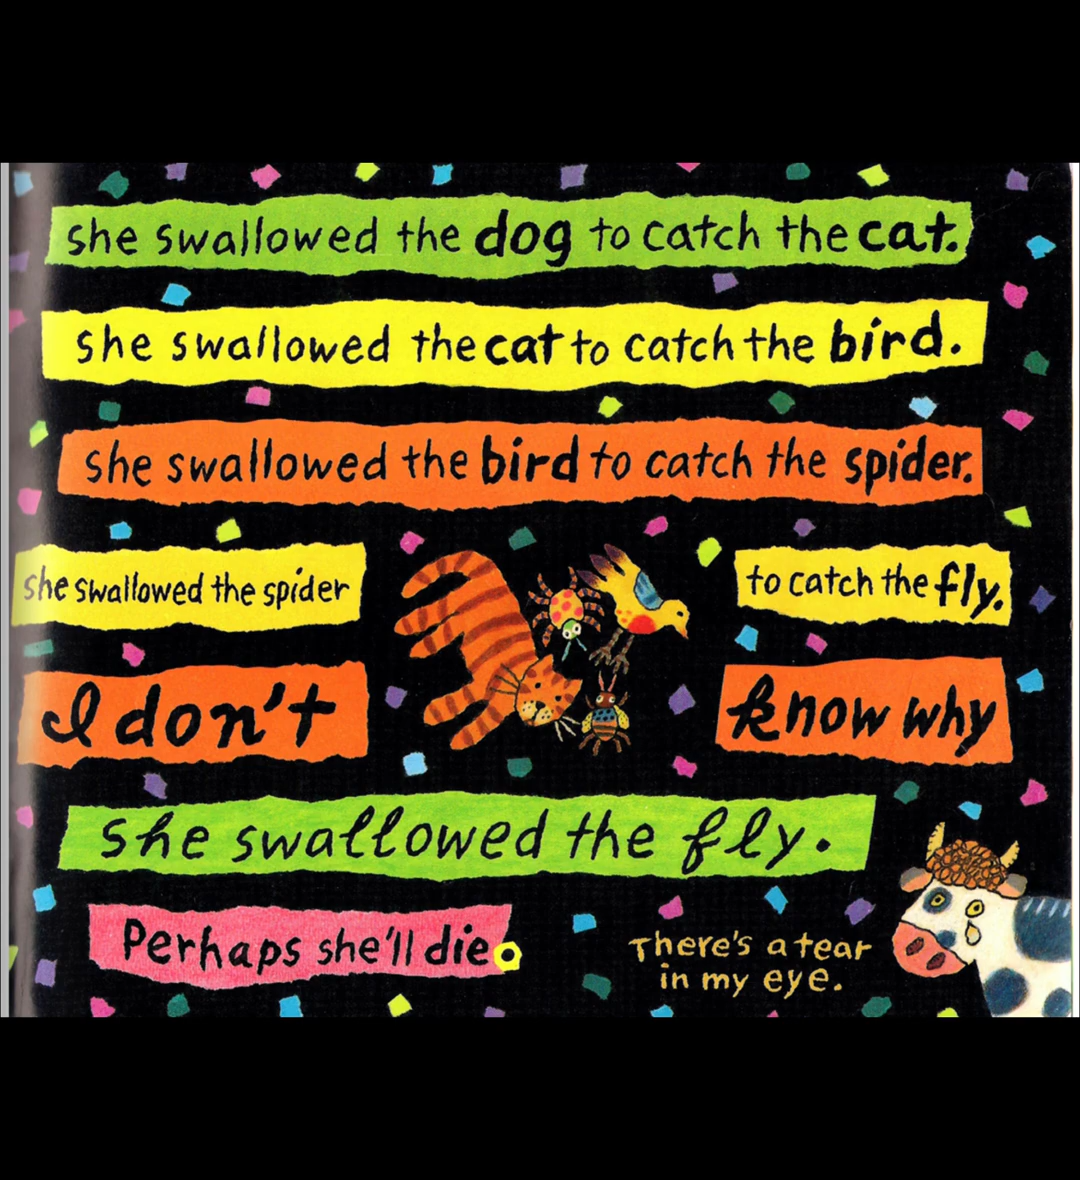 she swallowed the dog to catch the cat.
she swallowed the cat to catch the bird.
she swallowed the bird to catch the spider.
she swallowed the spider to catch the fly.
I don't know why
she swallowed the fly.
Perhaps she'll die.
There's a tear
in my eye.